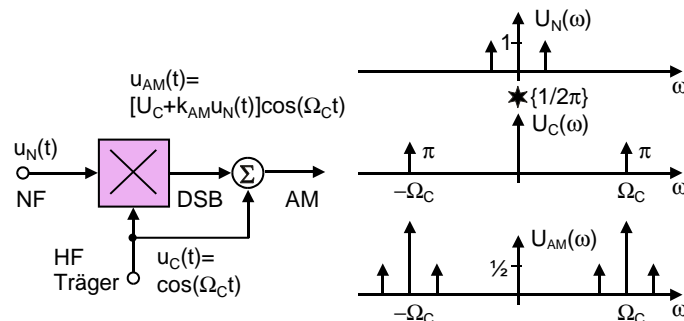 u_AM(t)=
[U_C+k_AM u_N(t)]cos(Ω_C t)
u_N(t)
NF
DSB
Σ
AM
HF
Träger
u_C(t)=
cos(Ω_C t)
U_N(ω)
1
ω
{1/2π}
U_C(ω)
π
π
−Ω_C
Ω_C
ω
U_AM(ω)
½
−Ω_C
Ω_C
ω